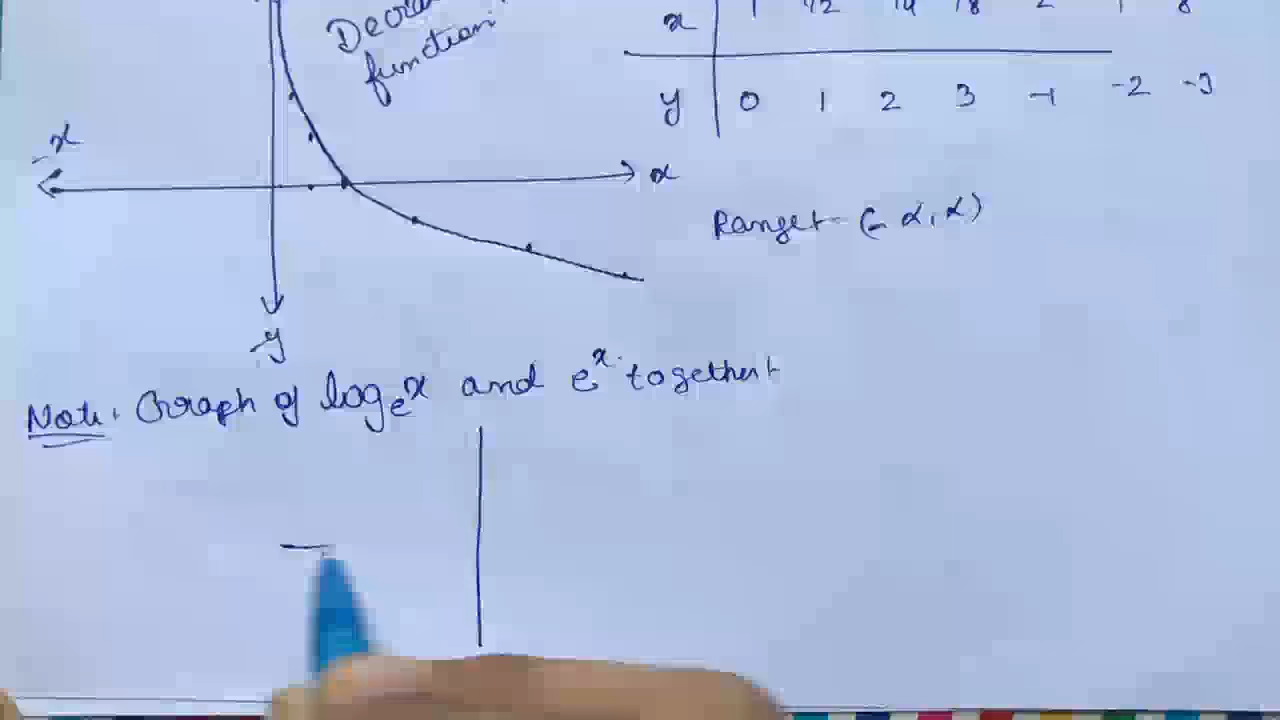 function
x 1 1/2 1/4 1/8 2 4 8
y 0 1 2 3 -1 -2 -3
-x
x
Range:- (-α, α)
-y
Note: Graph of logₑx and eˣ together:-